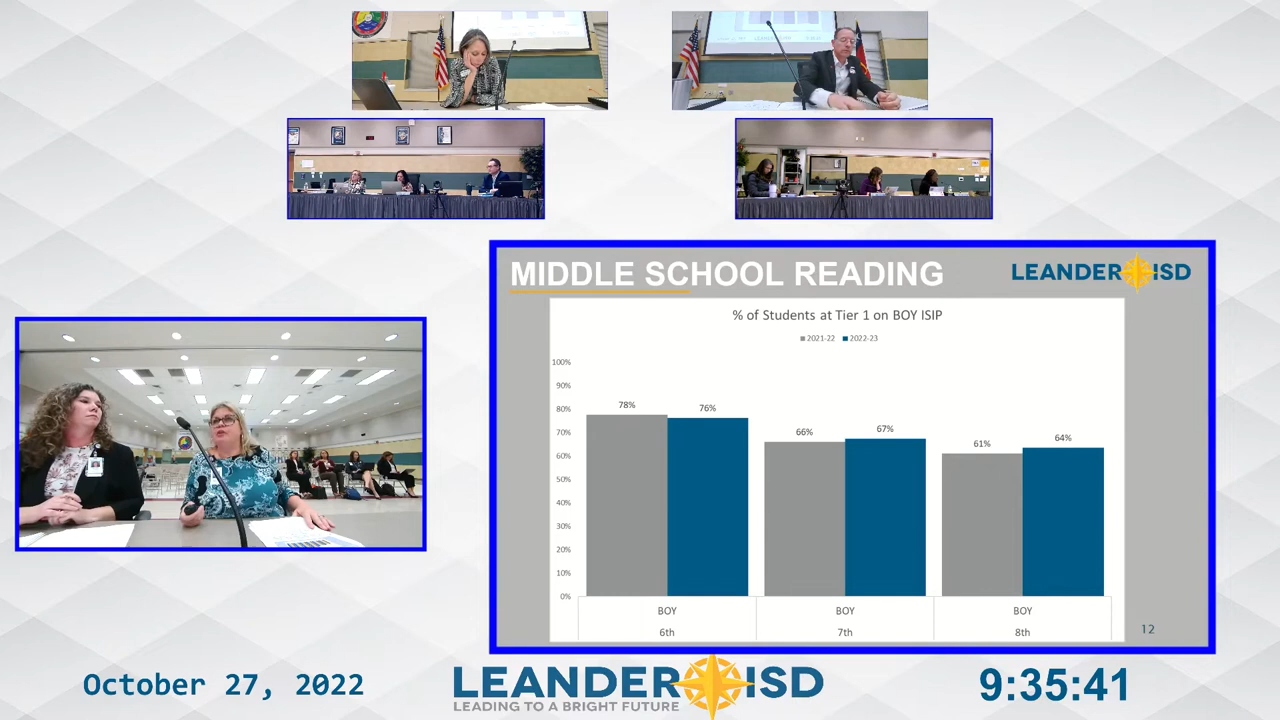 MIDDLE SCHOOL READING
LEANDER ISD
% of Students at Tier 1 on BOY ISIP
2021-22 2022-23
100%
90%
80%
70%
60%
50%
40%
30%
20%
10%
0%
78% 76% 66% 67% 61% 64%
BOY BOY BOY
6th 7th 8th
12
October 27, 2022
LEANDER ISD
LEADING TO A BRIGHT FUTURE
9:35:41